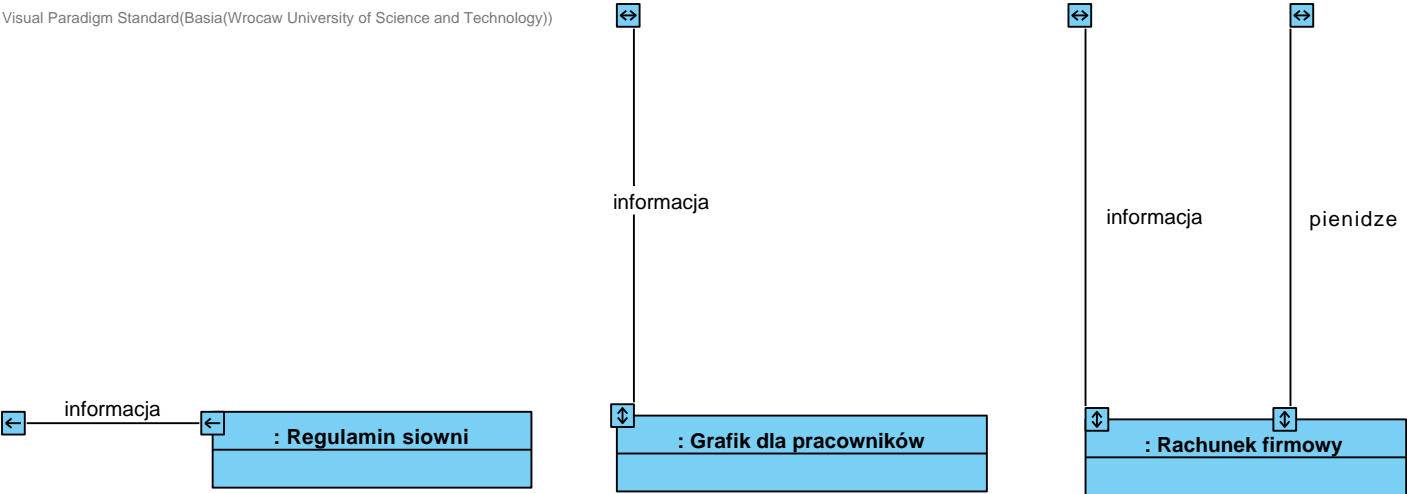 Visual Paradigm Standard(Basia(Wrocaw University of Science and Technology))
informacja
informacja
pienidze
informacja
: Regulamin siowni
: Grafik dla pracowników
: Rachunek firmowy